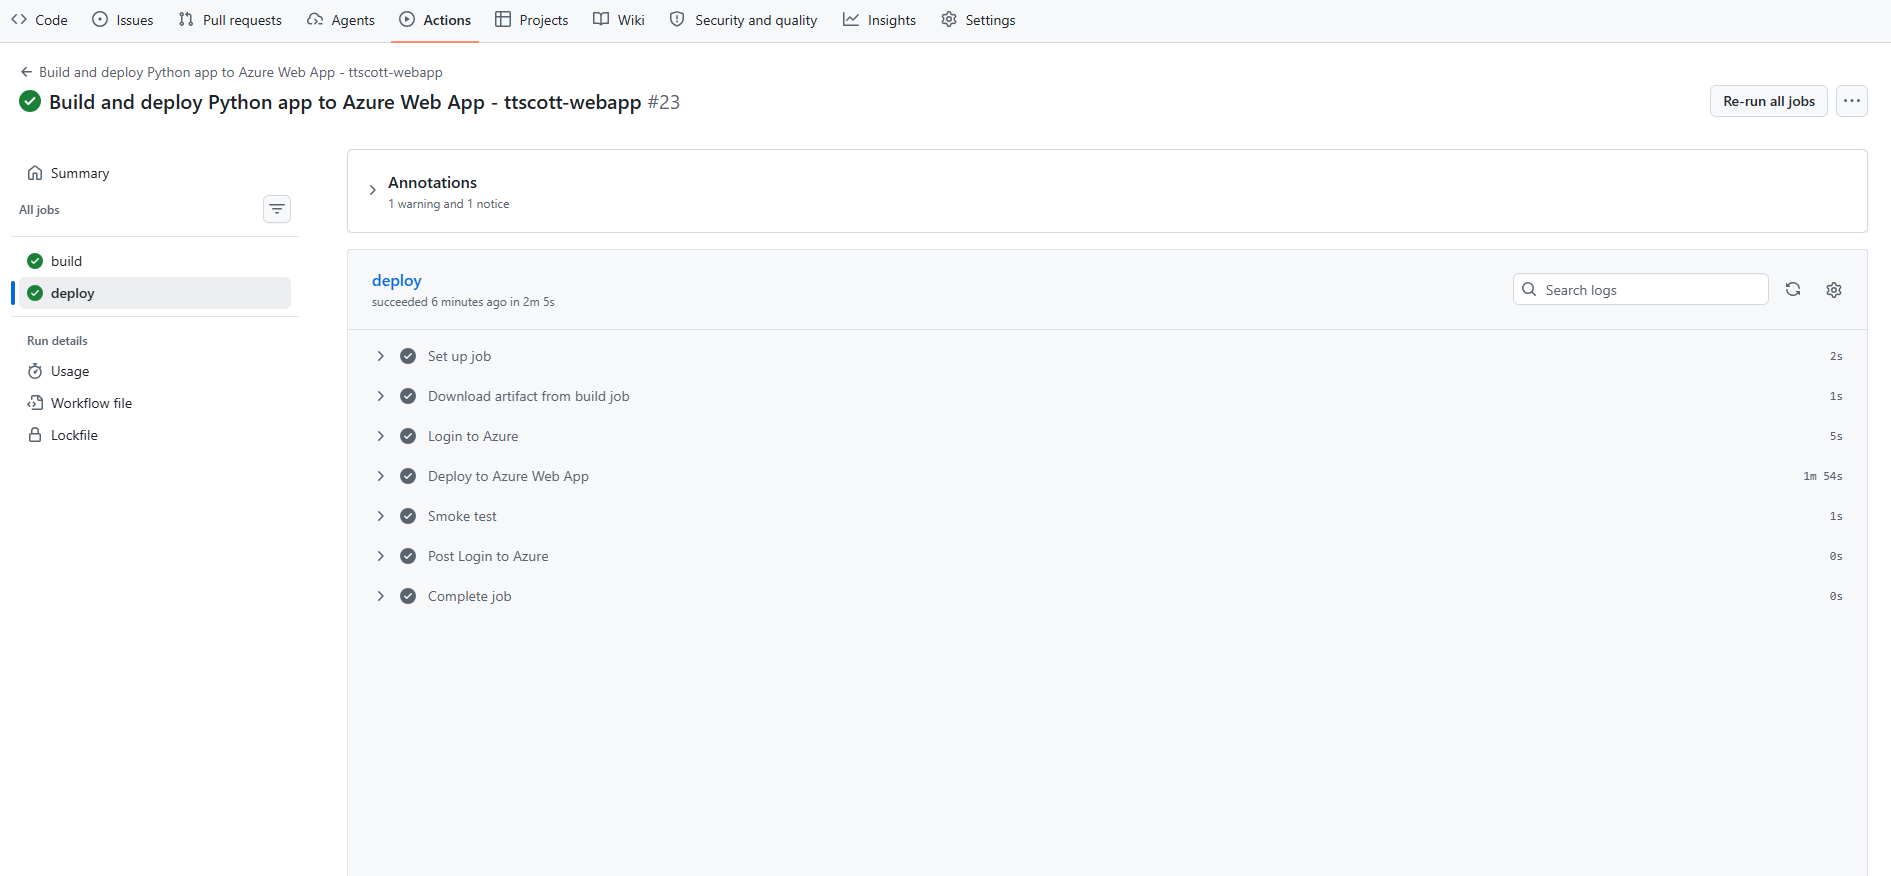 Code Issues Pull requests Agents Actions Projects Wiki Security and quality Insights Settings
Build and deploy Python app to Azure Web App - ttscott-webapp
Build and deploy Python app to Azure Web App - ttscott-webapp #23
Re-run all jobs
Summary
All jobs
build
deploy
Run details
Usage
Workflow file
Lockfile
Annotations
1 warning and 1 notice
deploy
succeeded 6 minutes ago in 2m 5s
Search logs
Set up job 2s
Download artifact from build job 1s
Login to Azure 5s
Deploy to Azure Web App 1m 54s
Smoke test 1s
Post Login to Azure 0s
Complete job 0s